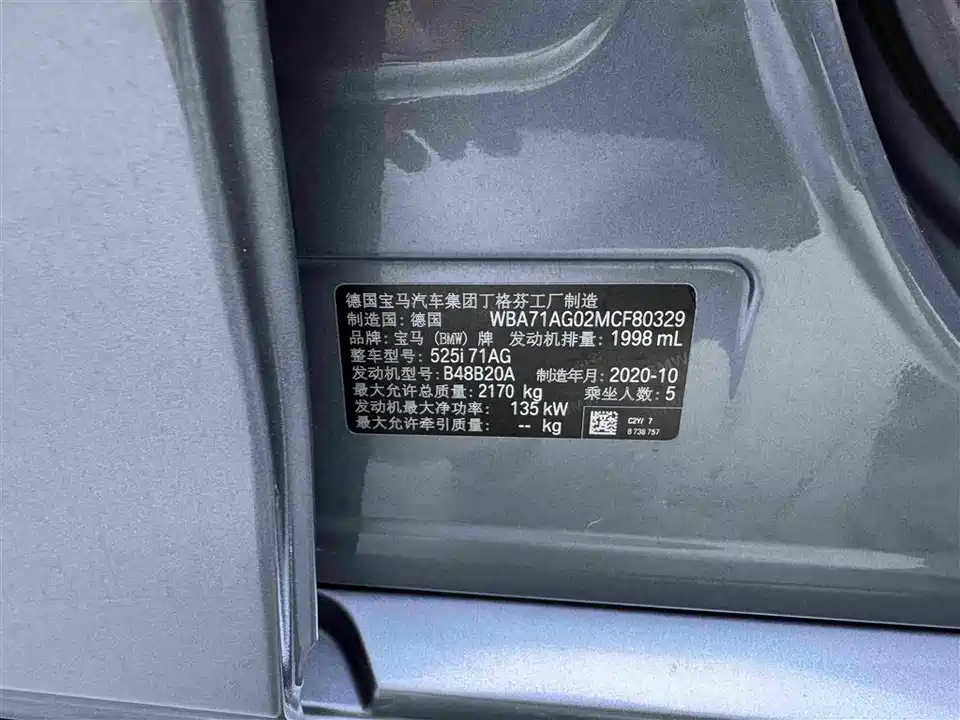 德国宝马汽车集团丁格芬工厂制造
制造国：德国 WBA71AG02MCF80329
品牌：宝马 (BMW) 牌 发动机排量：1998 mL
整车型号：525i 71AG
发动机型号：B48B20A 制造年月：2020-10
最大允许总质量：2170 kg 乘坐人数：5
发动机最大净功率： 135 kW
最大允许牵引质量： -- kg
C2Y/ 7
8 738 757